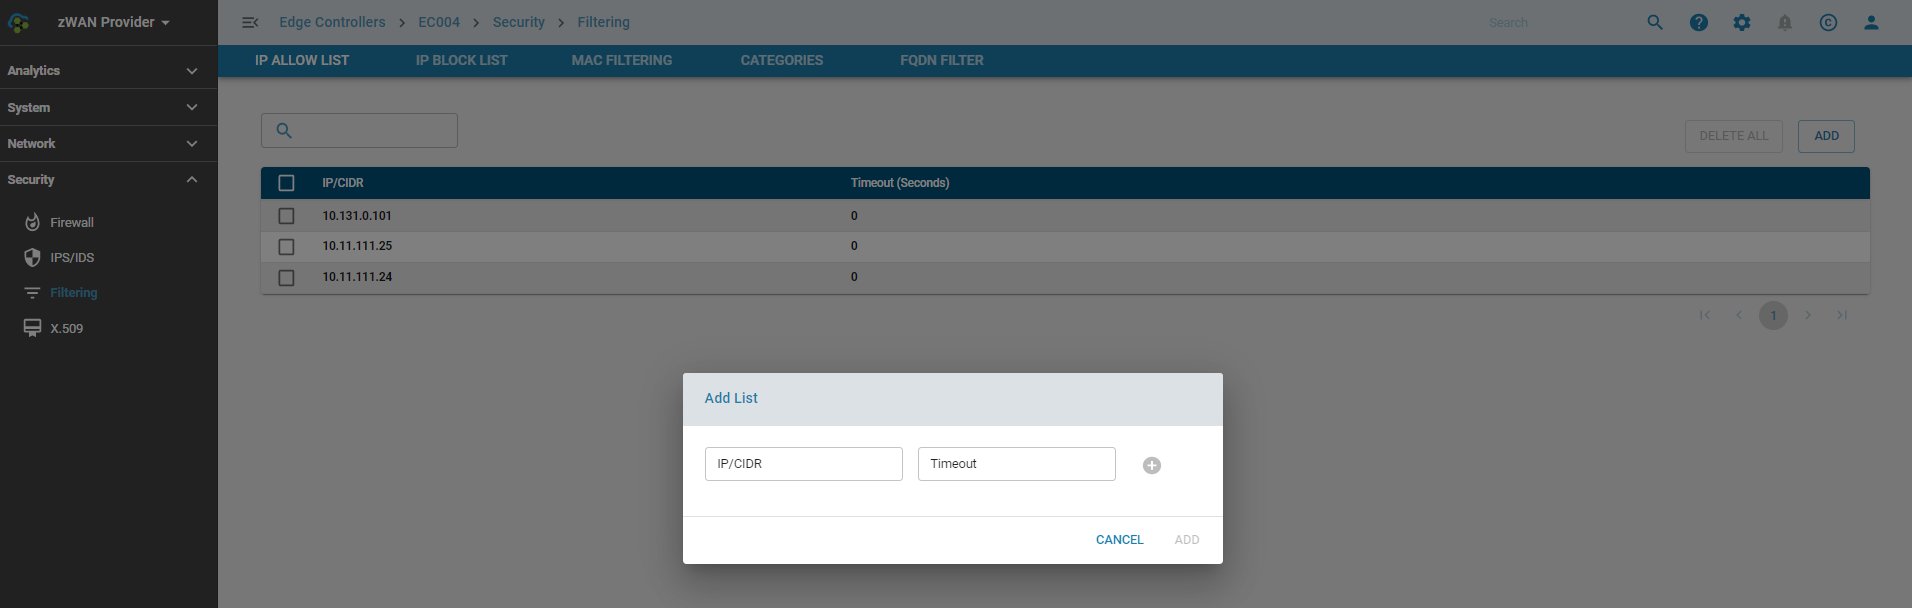 zWAN Provider
Analytics
System
Network
Security
Firewall
IPS/IDS
Filtering
X.509
Edge Controllers > EC004 > Security > Filtering
Search
IP ALLOW LIST IP BLOCK LIST MAC FILTERING CATEGORIES FQDN FILTER
DELETE ALL ADD
IP/CIDR Timeout (Seconds)
10.131.0.101 0
10.11.111.25 0
10.11.111.24 0
1
Add List
IP/CIDR Timeout
CANCEL ADD